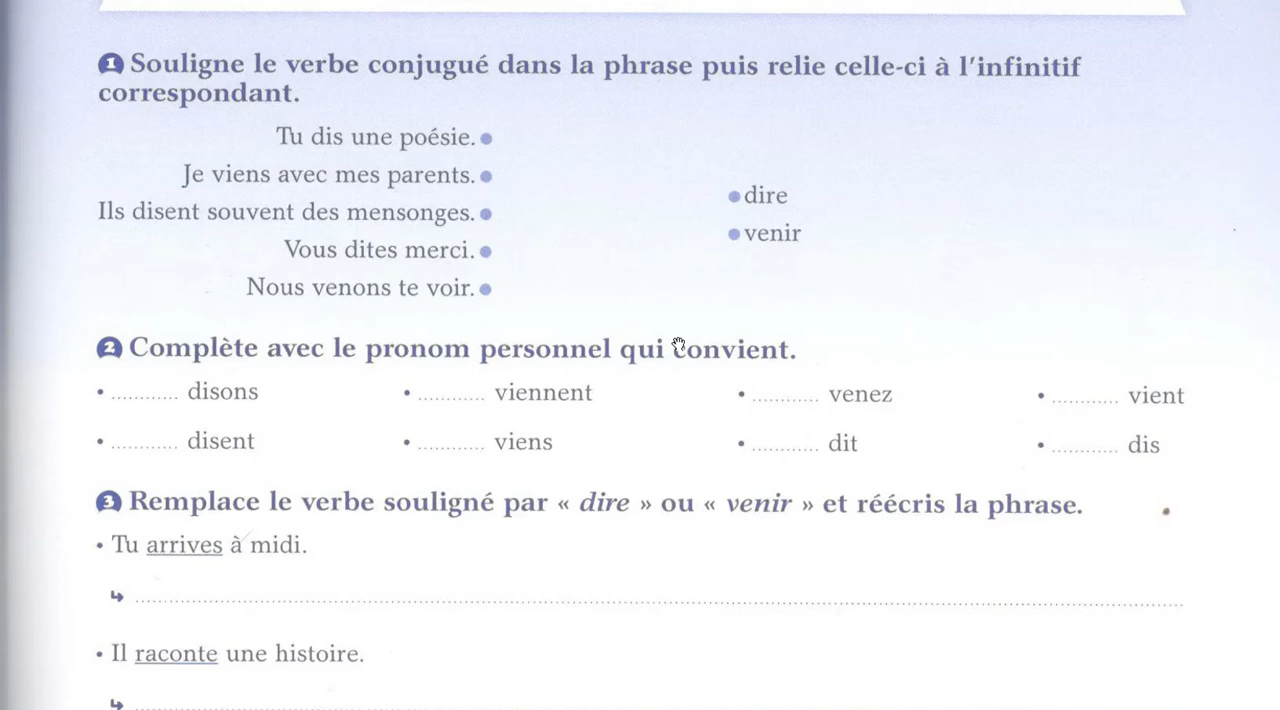 1 Souligne le verbe conjugué dans la phrase puis relie celle-ci à l'infinitif
correspondant.
Tu dis une poésie. •
Je viens avec mes parents. •
Ils disent souvent des mensonges. •
Vous dites merci. •
Nous venons te voir. •
• dire
• venir
2 Complète avec le pronom personnel qui convient.
• ............ disons • ............ viennent • ............ venez • ............ vient
• ............ disent • ............ viens • ............ dit • ............ dis
3 Remplace le verbe souligné par « dire » ou « venir » et réécris la phrase.
• Tu arrives à midi.
↳ ............
• Il raconte une histoire.
↳ ............